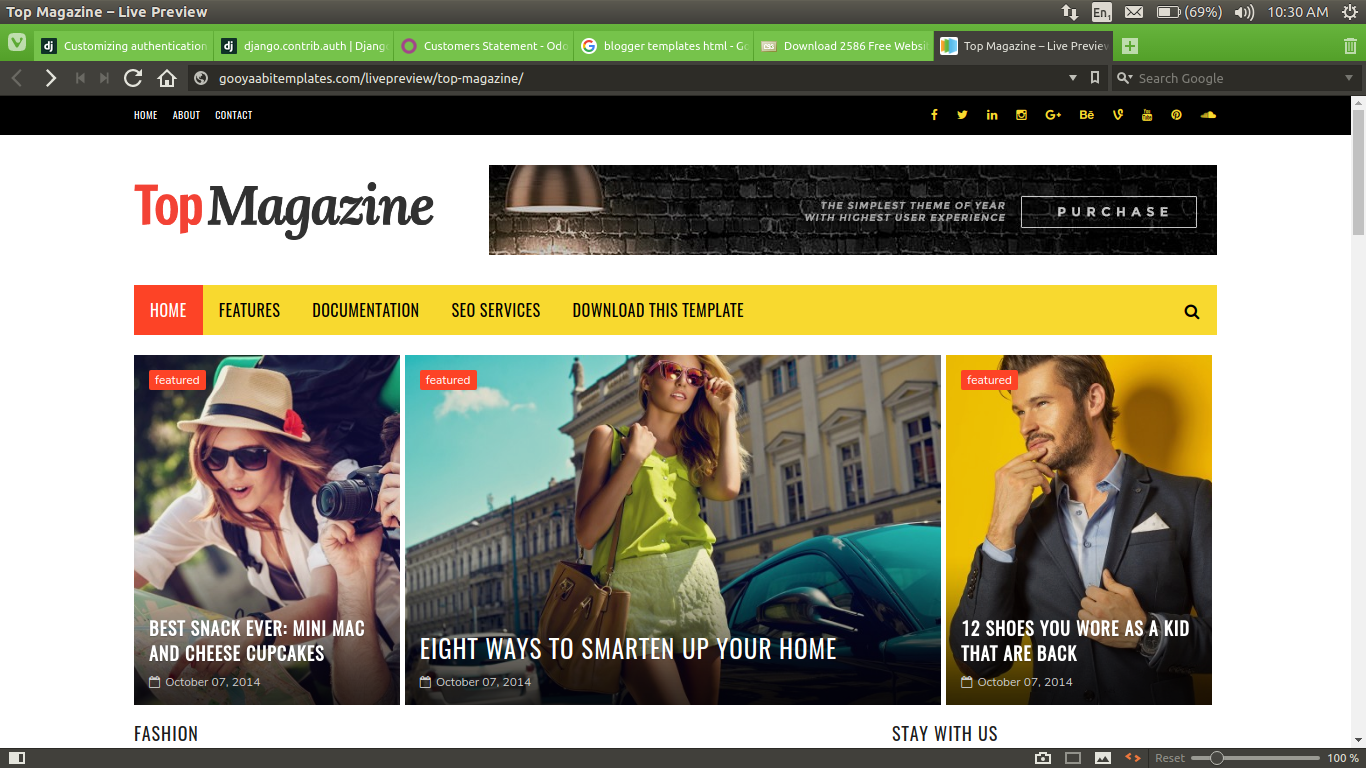 Top Magazine – Live Preview
En1
(69%)
10:30 AM
Customizing authentication
django.contrib.auth | Djang
Customers Statement - Odo
blogger templates html - Go
Download 2586 Free Websi
Top Magazine – Live Preview
gooyaabitemplates.com/livepreview/top-magazine/
Search Google
HOME ABOUT CONTACT
Top Magazine
THE SIMPLEST THEME OF YEAR
WITH HIGHEST USER EXPERIENCE
PURCHASE
HOME FEATURES DOCUMENTATION SEO SERVICES DOWNLOAD THIS TEMPLATE
featured
BEST SNACK EVER: MINI MAC
AND CHEESE CUPCAKES
October 07, 2014
featured
EIGHT WAYS TO SMARTEN UP YOUR HOME
October 07, 2014
featured
12 SHOES YOU WORE AS A KID
THAT ARE BACK
October 07, 2014
FASHION
STAY WITH US
Reset
100 %